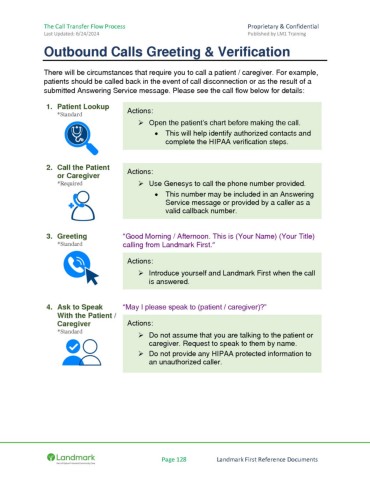 The Call Transfer Flow Process
Proprietary & Confidential
Last Updated: 6/24/2024
Published by LM1 Training
Outbound Calls Greeting & Verification
There will be circumstances that require you to call a patient / caregiver. For example,
patients should be called back in the event of call disconnection or as the result of a
submitted Answering Service message. Please see the call flow below for details:
1. Patient Lookup
*Standard
Actions:
➢ Open the patient's chart before making the call.
• This will help identify authorized contacts and
complete the HIPAA verification steps.
2. Call the Patient
or Caregiver
*Required
Actions:
➢ Use Genesys to call the phone number provided.
• This number may be included in an Answering
Service message or provided by a caller as a
valid callback number.
3. Greeting
*Standard
"Good Morning / Afternoon. This is (Your Name) (Your Title)
calling from Landmark First."
Actions:
➢ Introduce yourself and Landmark First when the call
is answered.
4. Ask to Speak
With the Patient /
Caregiver
*Standard
"May I please speak to (patient / caregiver)?"
Actions:
➢ Do not assume that you are talking to the patient or
caregiver. Request to speak to them by name.
➢ Do not provide any HIPAA protected information to
an unauthorized caller.
Landmark
Page 128
Landmark First Reference Documents